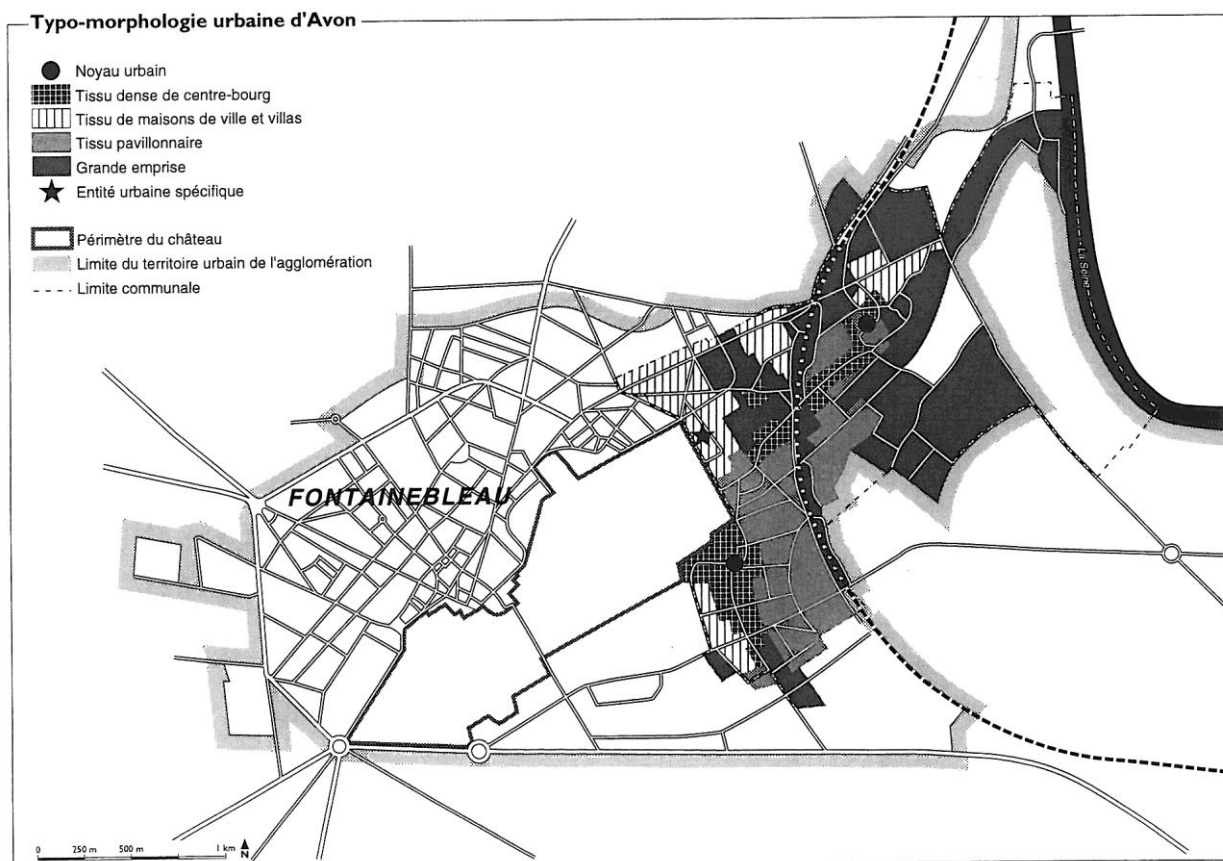 Typo-morphologie urbaine d'Avon
Noyau urbain
Tissu dense de centre-bourg
Tissu de maisons de ville et villas
Tissu pavillonnaire
Grande emprise
Entité urbaine spécifique
Périmètre du château
Limite du territoire urbain de l'agglomération
Limite communale
La Seine
FONTAINEBLEAU
0 250 m 500 m 1 km N